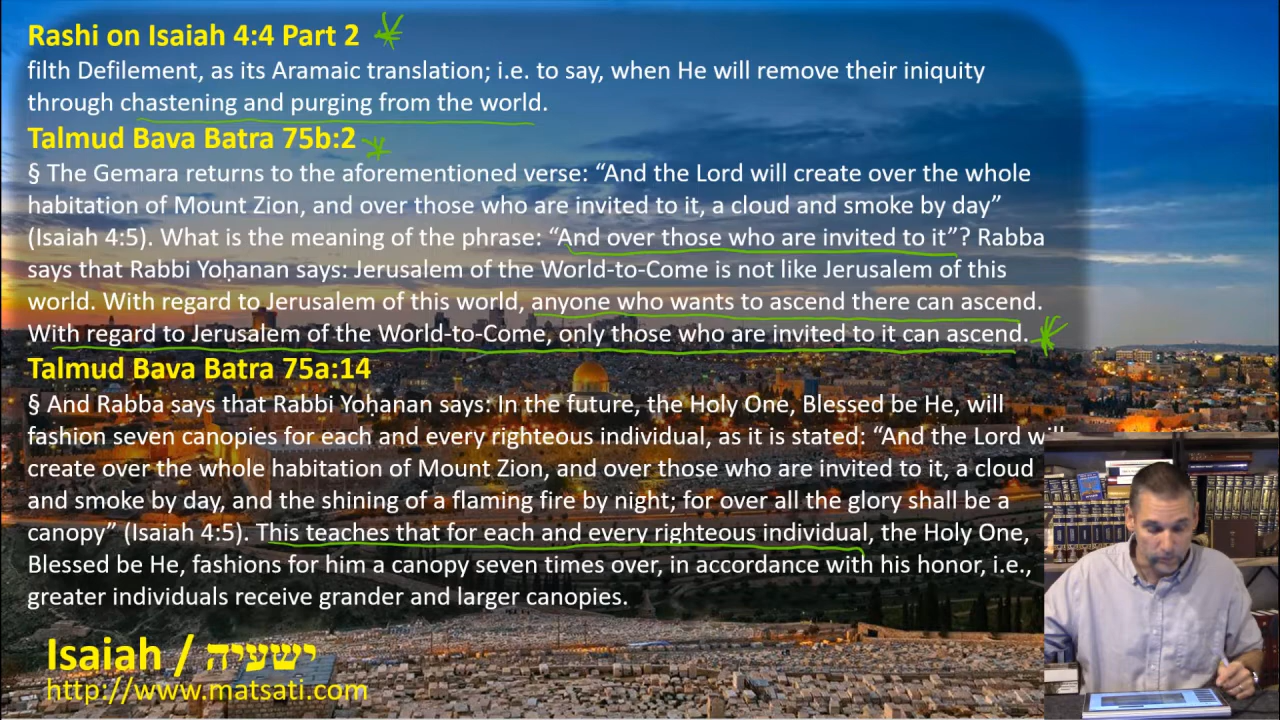 Rashi on Isaiah 4:4 Part 2
filth Defilement, as its Aramaic translation; i.e. to say, when He will remove their iniquity
through chastening and purging from the world.
Talmud Bava Batra 75b:2
§ The Gemara returns to the aforementioned verse: “And the Lord will create over the whole
habitation of Mount Zion, and over those who are invited to it, a cloud and smoke by day”
(Isaiah 4:5). What is the meaning of the phrase: “And over those who are invited to it”? Rabba
says that Rabbi Yoḥanan says: Jerusalem of the World-to-Come is not like Jerusalem of this
world. With regard to Jerusalem of this world, anyone who wants to ascend there can ascend.
With regard to Jerusalem of the World-to-Come, only those who are invited to it can ascend.
Talmud Bava Batra 75a:14
§ And Rabba says that Rabbi Yoḥanan says: In the future, the Holy One, Blessed be He, will
fashion seven canopies for each and every righteous individual, as it is stated: “And the Lord will
create over the whole habitation of Mount Zion, and over those who are invited to it, a cloud
and smoke by day, and the shining of a flaming fire by night; for over all the glory shall be a
canopy” (Isaiah 4:5). This teaches that for each and every righteous individual, the Holy One,
Blessed be He, fashions for him a canopy seven times over, in accordance with his honor, i.e.,
greater individuals receive grander and larger canopies.
Isaiah / ישעיה
http://www.matsati.com